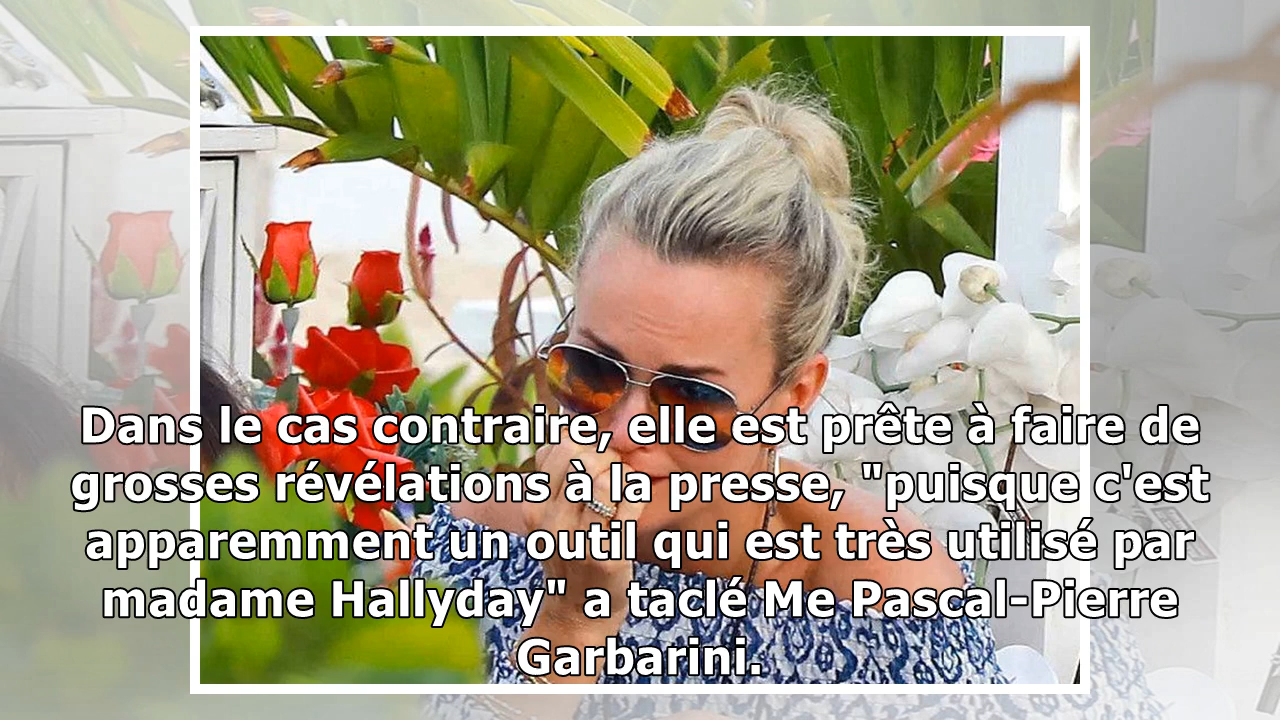 Dans le cas contraire, elle est prête à faire de
grosses révélations à la presse, "puisque c'est
apparemment un outil qui est très utilisé par
madame Hallyday" a taclé Me Pascal-Pierre
Garbarini.